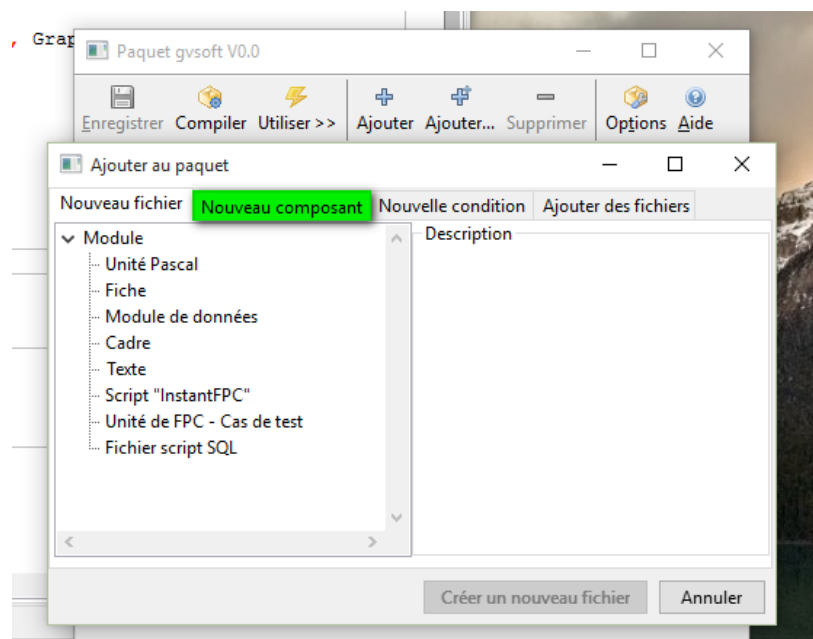 , Grap
Paquet gvsoft V0.0
Enregistrer Compiler Utiliser >> Ajouter Ajouter... Supprimer Options Aide
Ajouter au paquet
Nouveau fichier Nouveau composant Nouvelle condition Ajouter des fichiers
Module
Description
Unité Pascal
Fiche
Module de données
Cadre
Texte
Script "InstantFPC"
Unité de FPC - Cas de test
Fichier script SQL
Créer un nouveau fichier Annuler